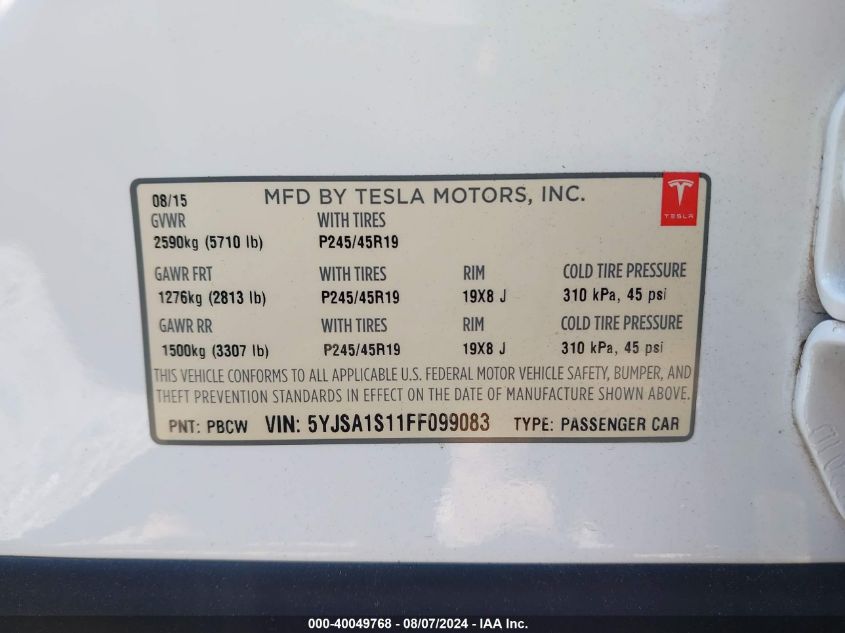 08/15 MFD BY TESLA MOTORS, INC.
TESLA
GVWR WITH TIRES
2590kg (5710 lb) P245/45R19
GAWR FRT WITH TIRES RIM COLD TIRE PRESSURE
1276kg (2813 lb) P245/45R19 19X8 J 310 kPa, 45 psi
GAWR RR WITH TIRES RIM COLD TIRE PRESSURE
1500kg (3307 lb) P245/45R19 19X8 J 310 kPa, 45 psi
THIS VEHICLE CONFORMS TO ALL APPLICABLE U.S. FEDERAL MOTOR VEHICLE SAFETY, BUMPER, AND
THEFT PREVENTION STANDARDS IN EFFECT ON THE DATE OF MANUFACTURE SHOWN ABOVE.
PNT: PBCW VIN: 5YJSA1S11FF099083 TYPE: PASSENGER CAR
000-40049768 - 08/07/2024 - IAA Inc.